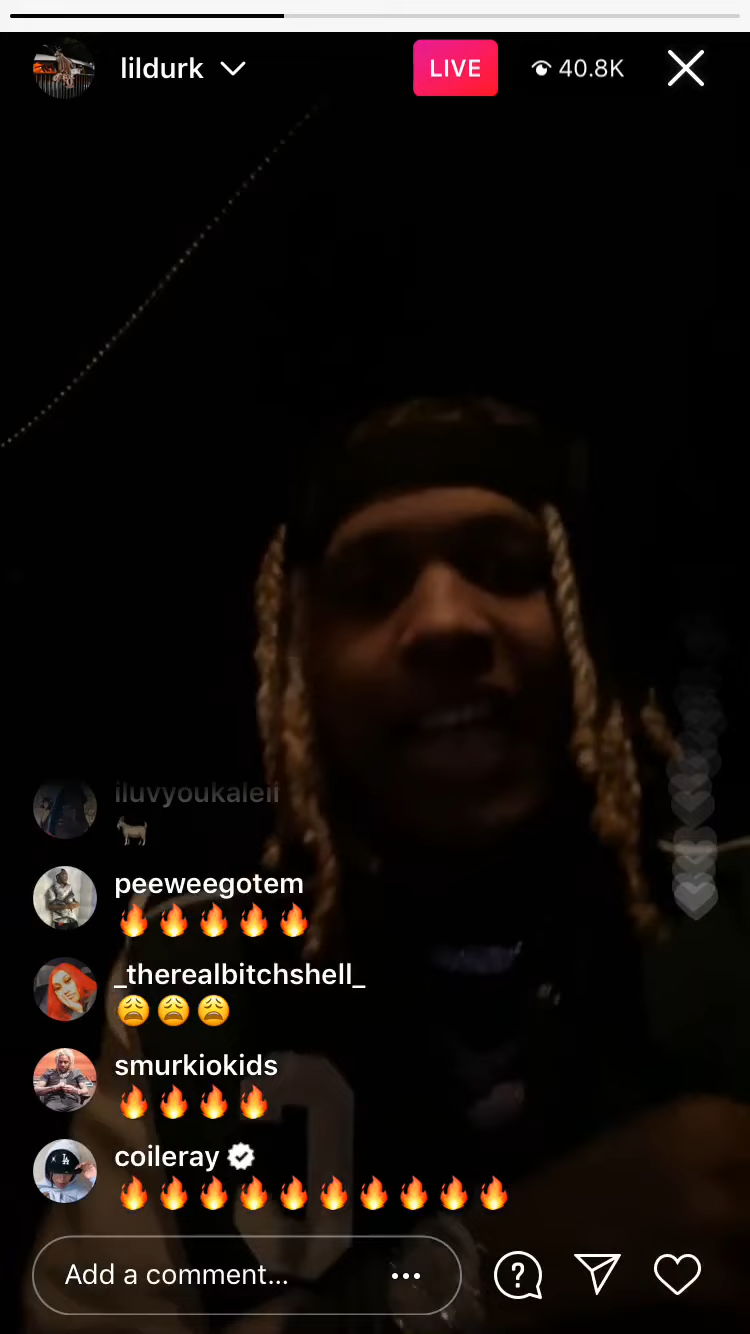 lildurk
LIVE
40.8K
iluvyoukaleii
peeweegotem
🔥🔥🔥🔥🔥
_therealbitchshell_
😩😩😩
smurkiokids
🔥🔥🔥🔥
coileray
🔥🔥🔥🔥🔥🔥🔥🔥🔥🔥
Add a comment...